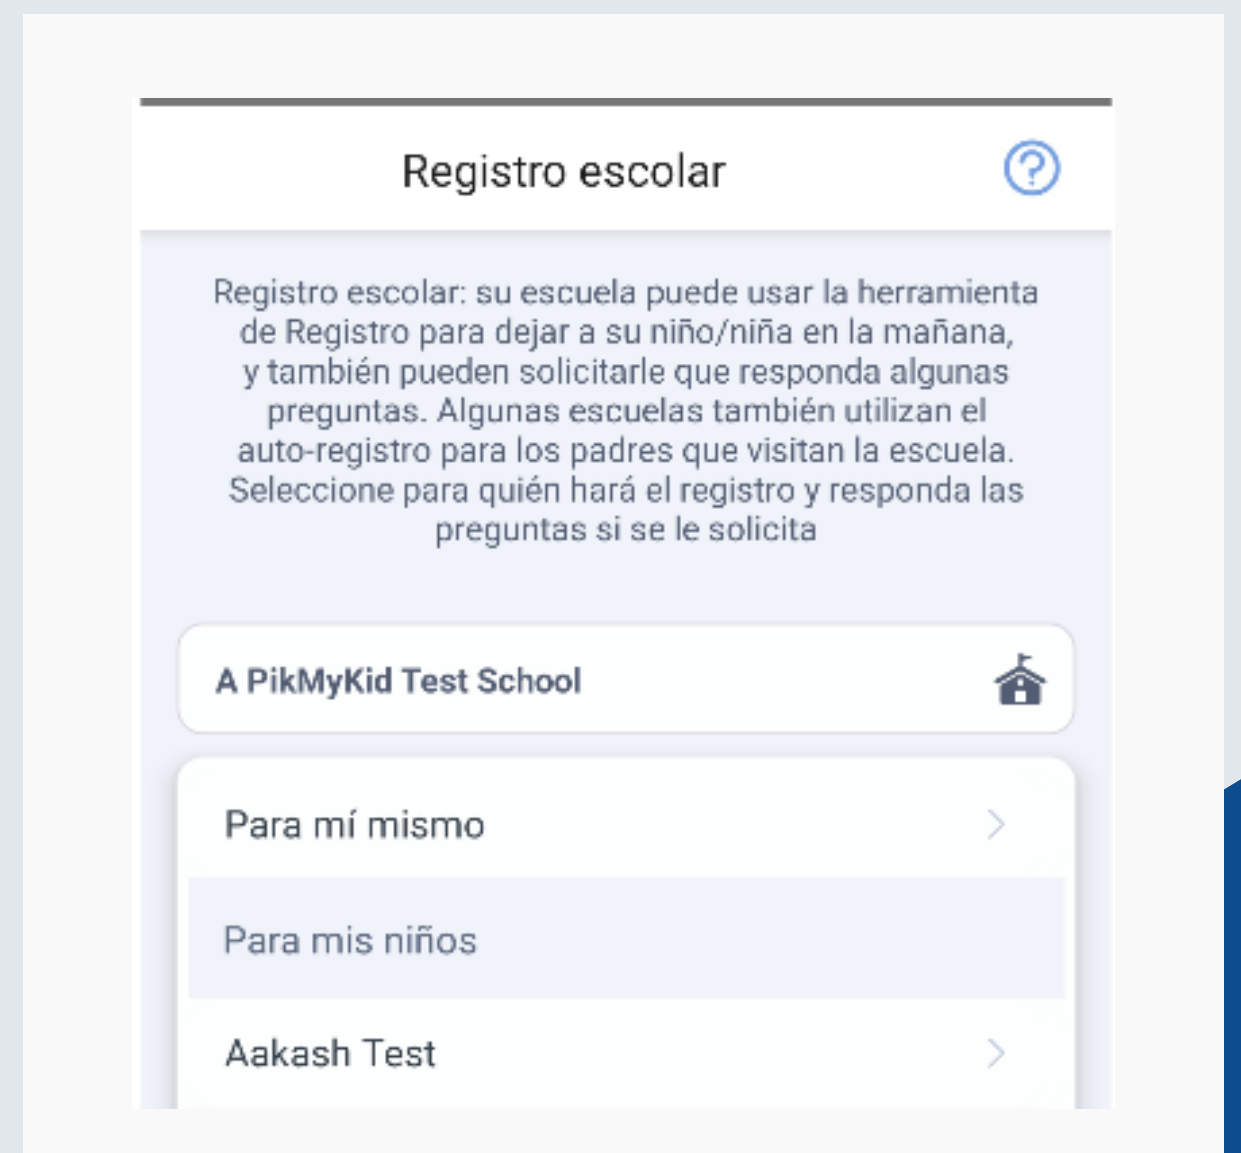 Registro escolar
Registro escolar: su escuela puede usar la herramienta
de Registro para dejar a su niño/niña en la mañana,
y también pueden solicitarle que responda algunas
preguntas. Algunas escuelas también utilizan el
auto-registro para los padres que visitan la escuela.
Seleccione para quién hará el registro y responda las
preguntas si se le solicita
A PikMyKid Test School
Para mí mismo
Para mis niños
Aakash Test